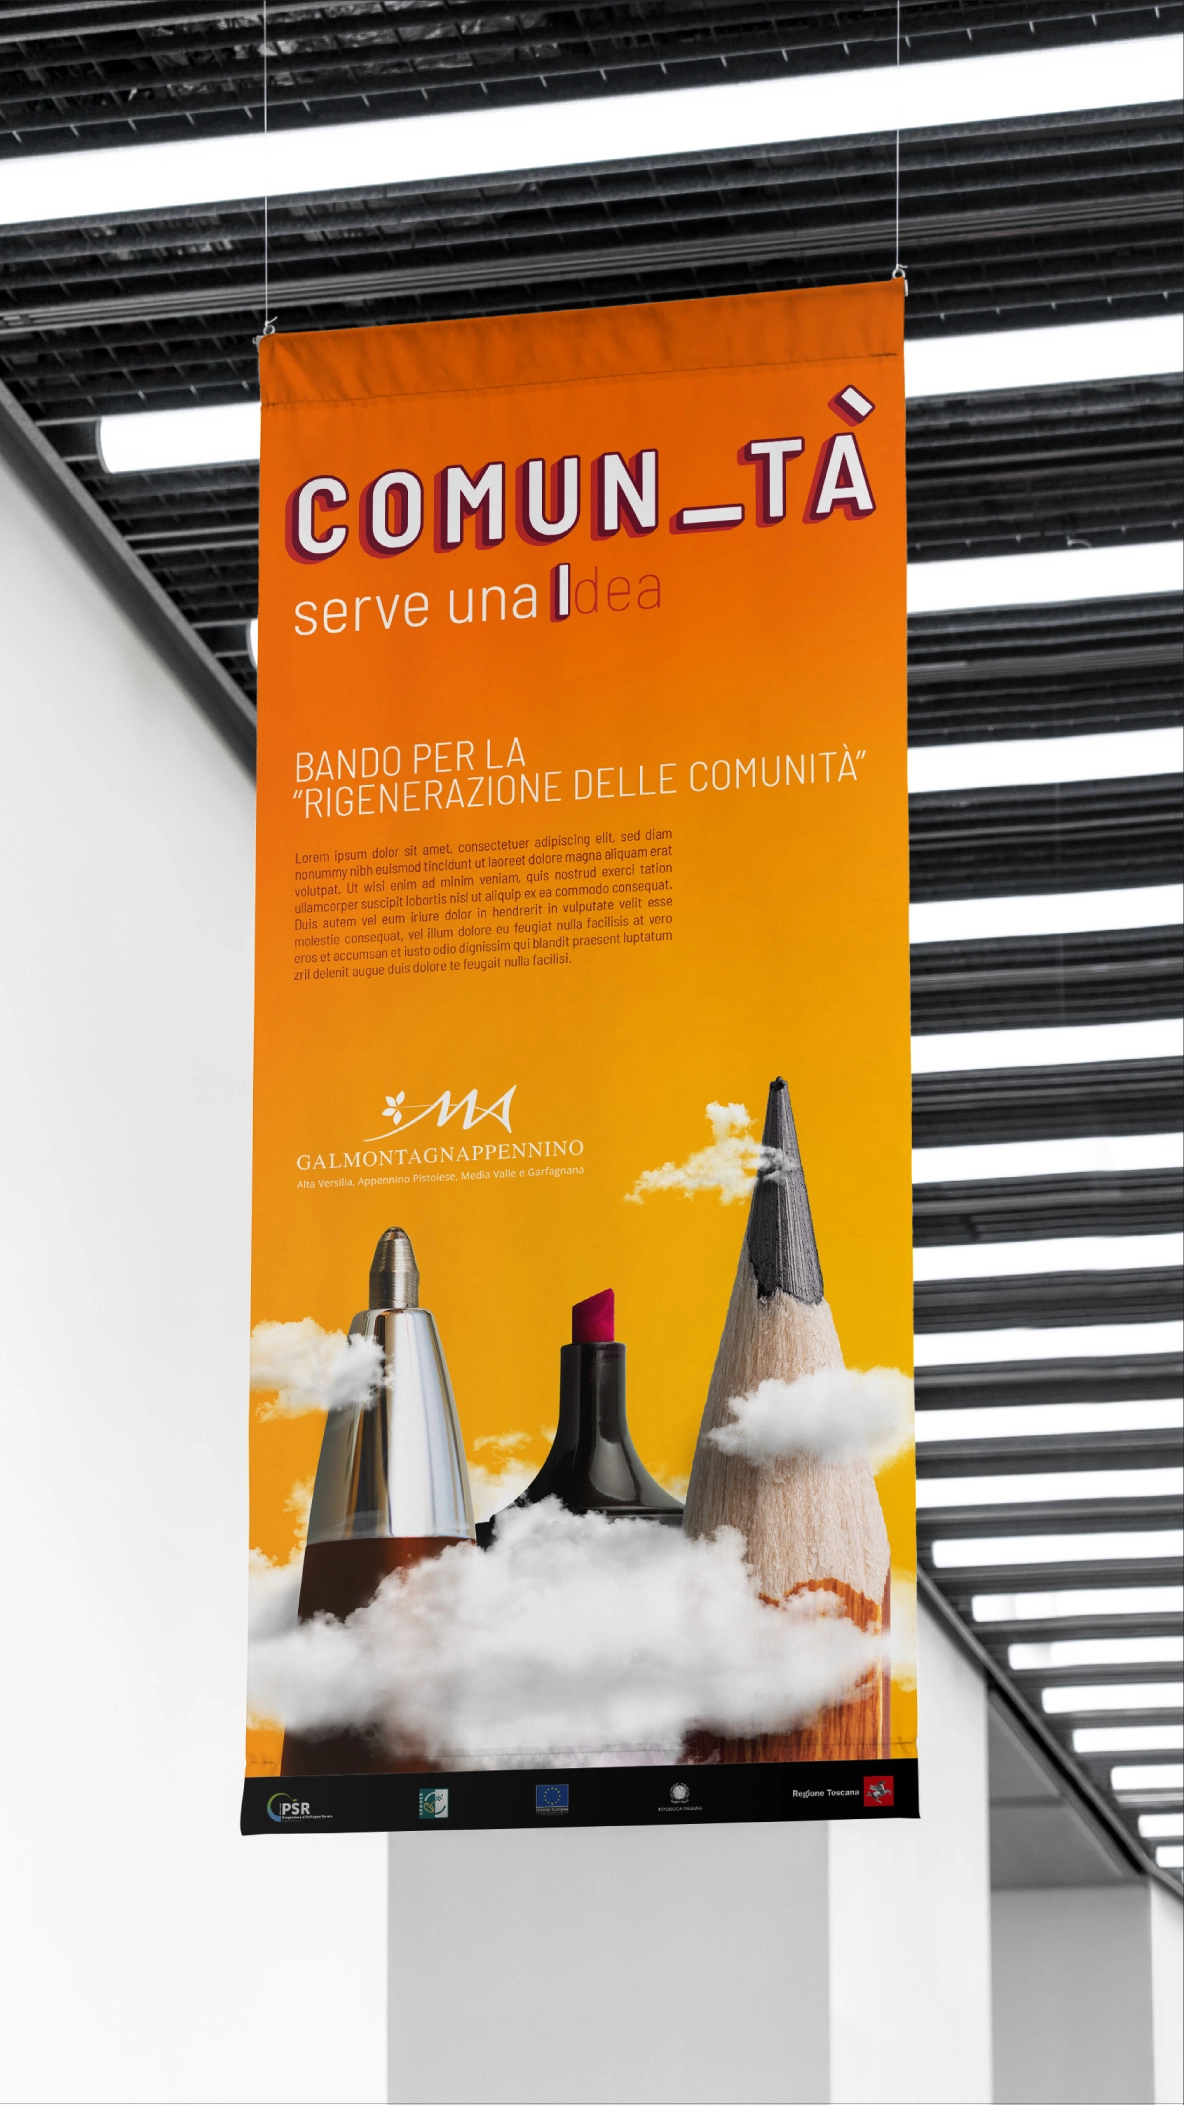 COMUN_TÀ
serve una Idea
BANDO PER LA
"RIGENERAZIONE DELLE COMUNITÀ"
Lorem ipsum dolor sit amet, consectetuer adipiscing elit, sed diam
nonummy nibh euismod tincidunt ut laoreet dolore magna aliquam erat
volutpat. Ut wisi enim ad minim veniam, quis nostrud exerci tation
ullamcorper suscipit lobortis nisl ut aliquip ex ea commodo consequat.
Duis autem vel eum iriure dolor in hendrerit in vulputate velit esse
molestie consequat, vel illum dolore eu feugiat nulla facilisis at vero
eros et accumsan et iusto odio dignissim qui blandit praesent luptatum
zril delenit augue duis dolore te feugait nulla facilisi.
MA
GALMONTAGNAPPENNINO
Alta Versilia, Appennino Pistoiese, Media Valle e Garfagnana
PSR
REPUBBLICA ITALIANA
Regione Toscana